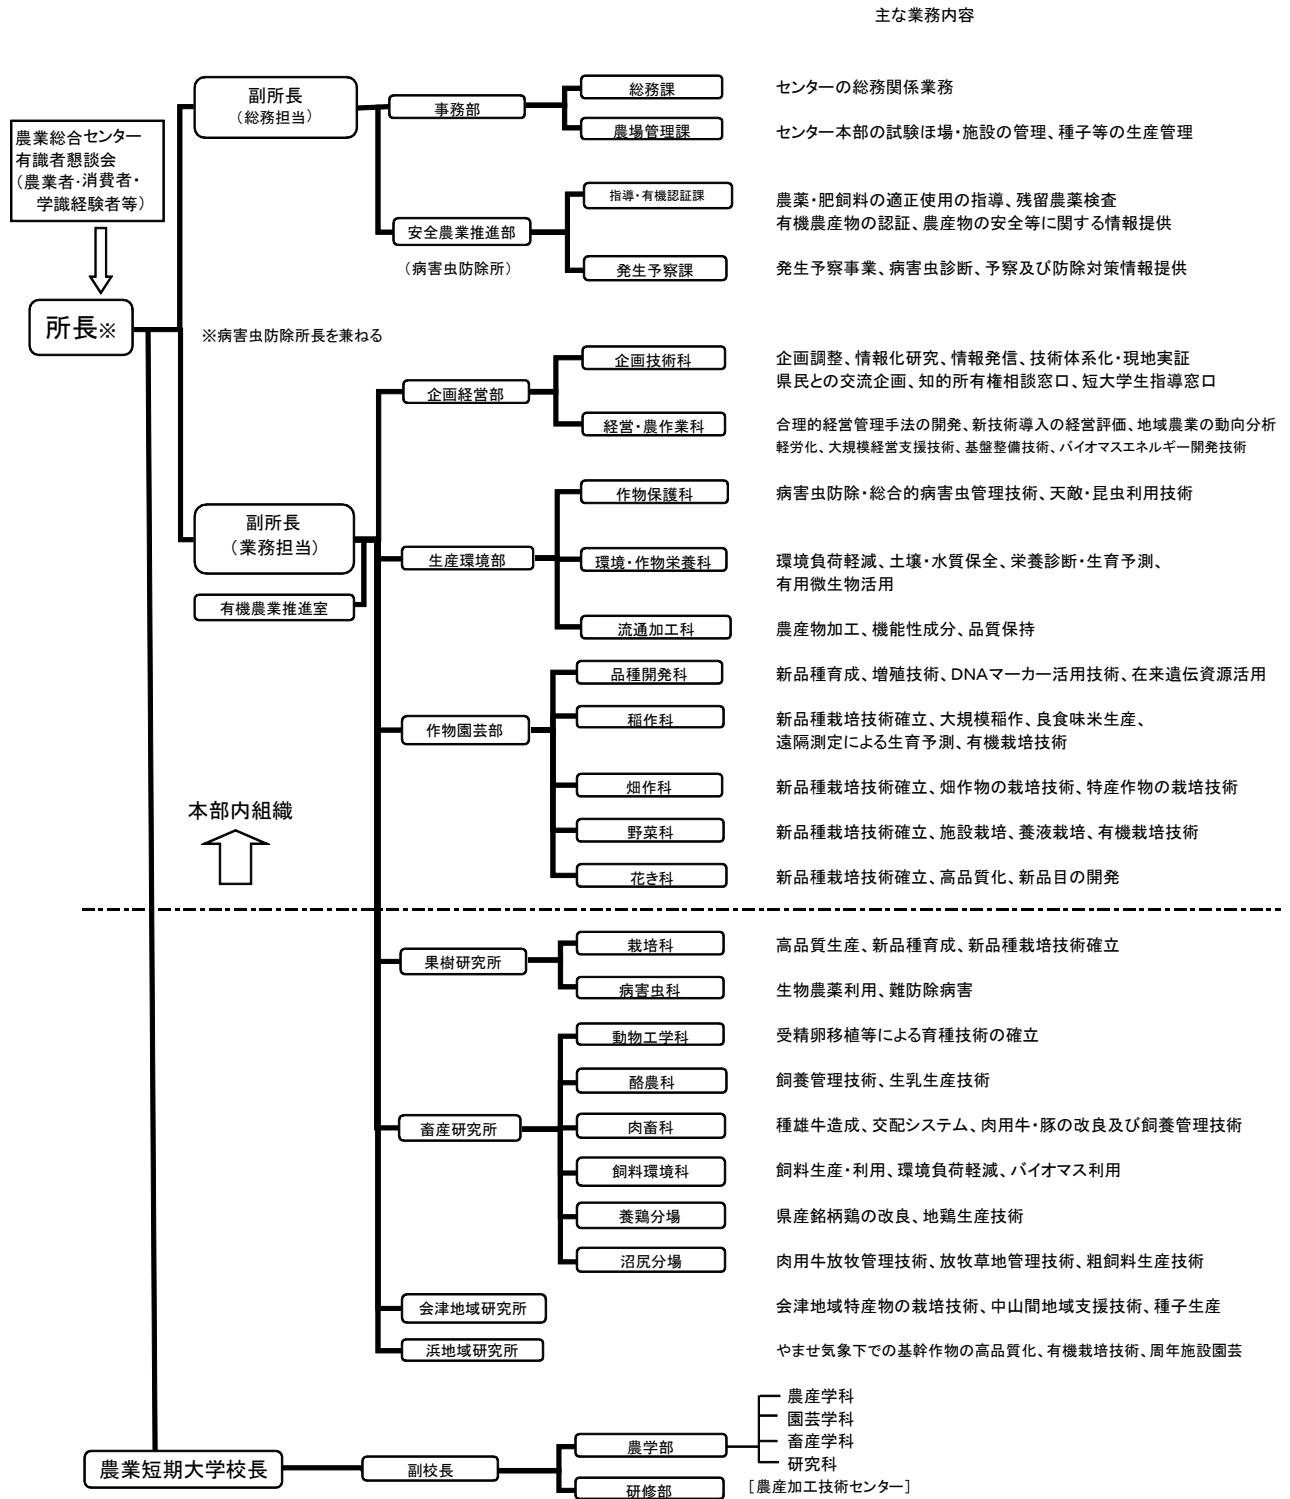 主な業務内容
農業総合センター
有識者懇談会
（農業者・消費者・
学識経験者等）
所長※
※病害虫防除所長を兼ねる
副所長
（総務担当）
事務部
総務課
センターの総務関係業務
農場管理課
センター本部の試験ほ場・施設の管理、種子等の生産管理
安全農業推進部
（病害虫防除所）
指導・有機認証課
農薬・肥飼料の適正使用の指導、残留農薬検査
有機農産物の認証、農産物の安全等に関する情報提供
発生予察課
発生予察事業、病害虫診断、予察及び防除対策情報提供
副所長
（業務担当）
有機農業推進室
企画経営部
企画技術科
企画調整、情報化研究、情報発信、技術体系化・現地実証
県民との交流企画、知的所有権相談窓口、短大学生指導窓口
経営・農作業科
合理的経営管理手法の開発、新技術導入の経営評価、地域農業の動向分析
軽労化、大規模経営支援技術、基盤整備技術、バイオマスエネルギー開発技術
生産環境部
作物保護科
病害虫防除・総合的病害虫管理技術、天敵・昆虫利用技術
環境・作物栄養科
環境負荷軽減、土壌・水質保全、栄養診断・生育予測、
有用微生物活用
流通加工科
農産物加工、機能性成分、品質保持
作物園芸部
品種開発科
新品種育成、増殖技術、DNAマーカー活用技術、在来遺伝資源活用
稲作科
新品種栽培技術確立、大規模稲作、良食味米生産、
遠隔測定による生育予測、有機栽培技術
畑作科
新品種栽培技術確立、畑作物の栽培技術、特産作物の栽培技術
野菜科
新品種栽培技術確立、施設栽培、養液栽培、有機栽培技術
花き科
新品種栽培技術確立、高品質化、新品目の開発
本部内組織
果樹研究所
栽培科
高品質生産、新品種育成、新品種栽培技術確立
病害虫科
生物農薬利用、難防除病害
畜産研究所
動物工学科
受精卵移植等による育種技術の確立
酪農科
飼養管理技術、生乳生産技術
肉畜科
種雄牛造成、交配システム、肉用牛・豚の改良及び飼養管理技術
飼料環境科
飼料生産・利用、環境負荷軽減、バイオマス利用
養鶏分場
県産銘柄鶏の改良、地鶏生産技術
沼尻分場
肉用牛放牧管理技術、放牧草地管理技術、粗飼料生産技術
会津地域研究所
会津地域特産物の栽培技術、中山間地域支援技術、種子生産
浜地域研究所
やませ気象下での基幹作物の高品質化、有機栽培技術、周年施設園芸
農業短期大学校長
副校長
農学部
農産学科
園芸学科
畜産学科
研究科
研修部
［農産加工技術センター］